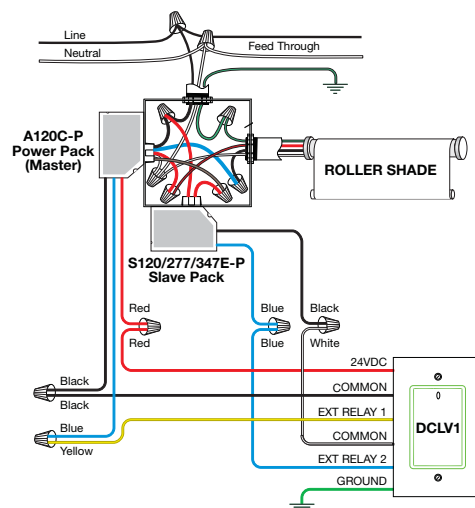 Line
Neutral
Feed Through
A120C-P
Power Pack
(Master)
ROLLER SHADE
S120/277/347E-P
Slave Pack
Red
Red
Blue
Blue
Black
White
24VDC
Black
Black
COMMON
EXT RELAY 1
DCLV1
Blue
Yellow
COMMON
EXT RELAY 2
GROUND